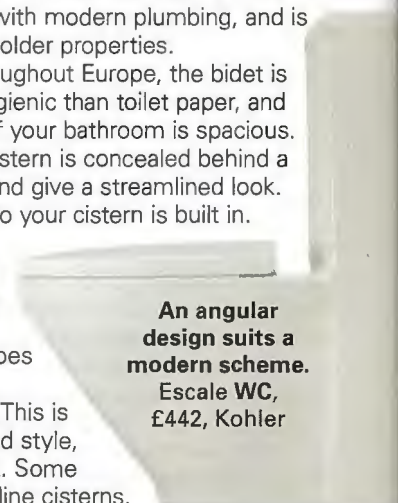 with modern plumbing, and is
older properties.
ughout Europe, the bidet is
gienic than toilet paper, and
f your bathroom is spacious.
stern is concealed behind a
nd give a streamlined look.
o your cistern is built in.
oes
This is
d style,
. Some
line cisterns.
An angular
design suits a
modern scheme.
Escale WC,
£442, Kohler